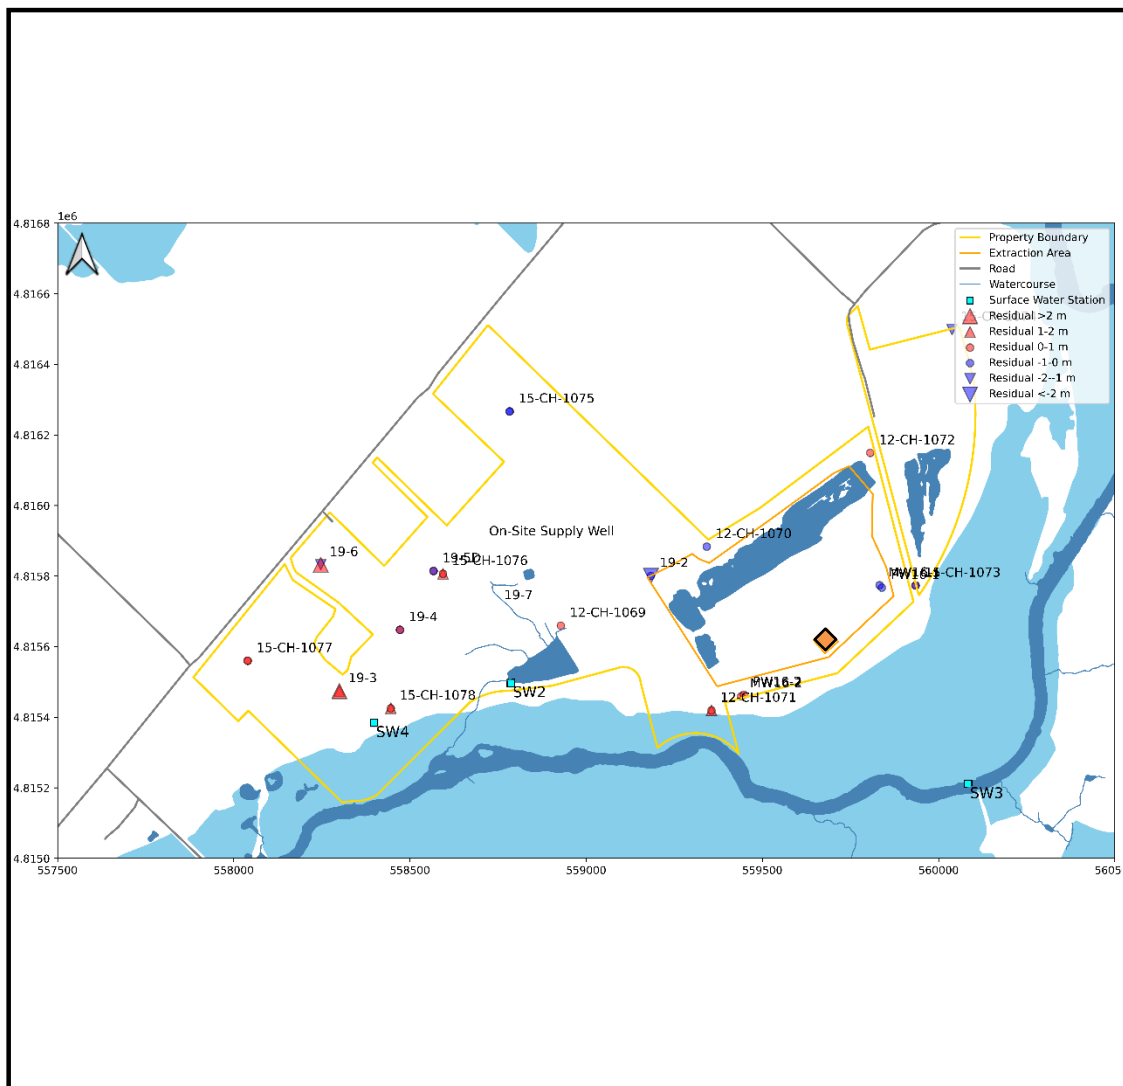 1e6
4.8168
4.8166
4.8164
4.8162
4.8160
4.8158
4.8156
4.8154
4.8152
4.8150
557500
558000
558500
559000
559500
560000
Property Boundary
Extraction Area
Road
Watercourse
Surface Water Station
Residual >2 m
Residual 1-2 m
Residual 0-1 m
Residual -1-0 m
Residual -2--1 m
Residual <-2 m
15-CH-1075
12-CH-1072
On-Site Supply Well
12-CH-1070
19-6
15-CH-1076
19-2
19-7
19-4
12-CH-1069
15-CH-1077
19-3
15-CH-1078
SW2
SW4
12-CH-1071
SW3